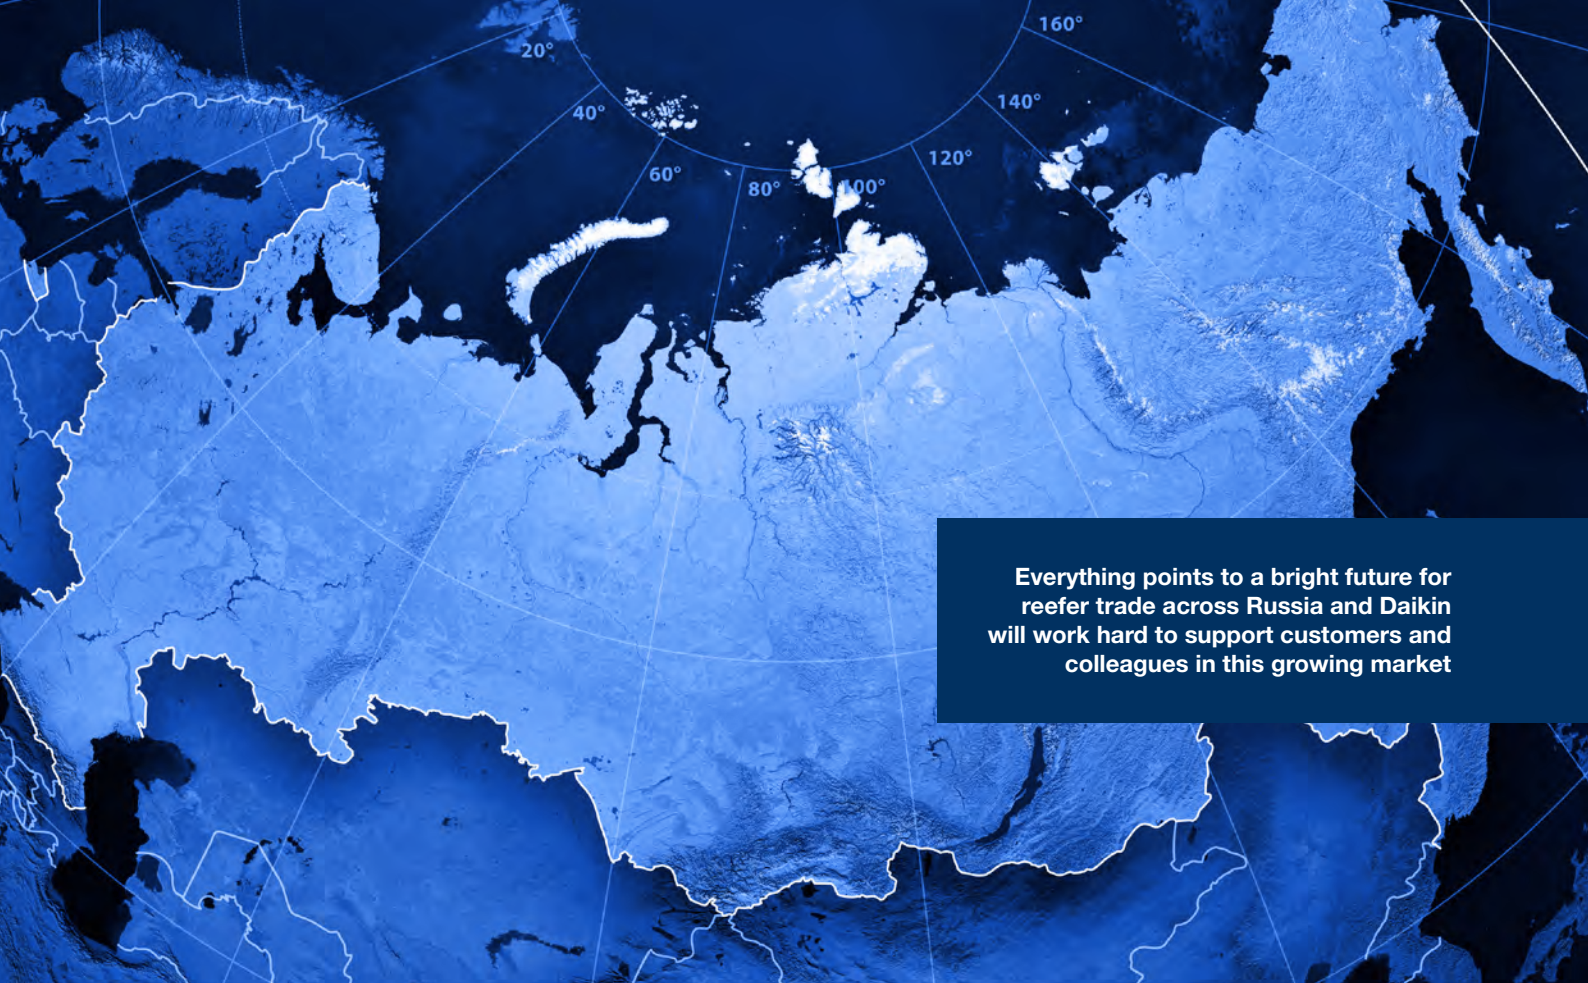 20°
160°
40°
140°
60°
120°
80°
100°
Everything points to a bright future for
reefer trade across Russia and Daikin
will work hard to support customers and
colleagues in this growing market